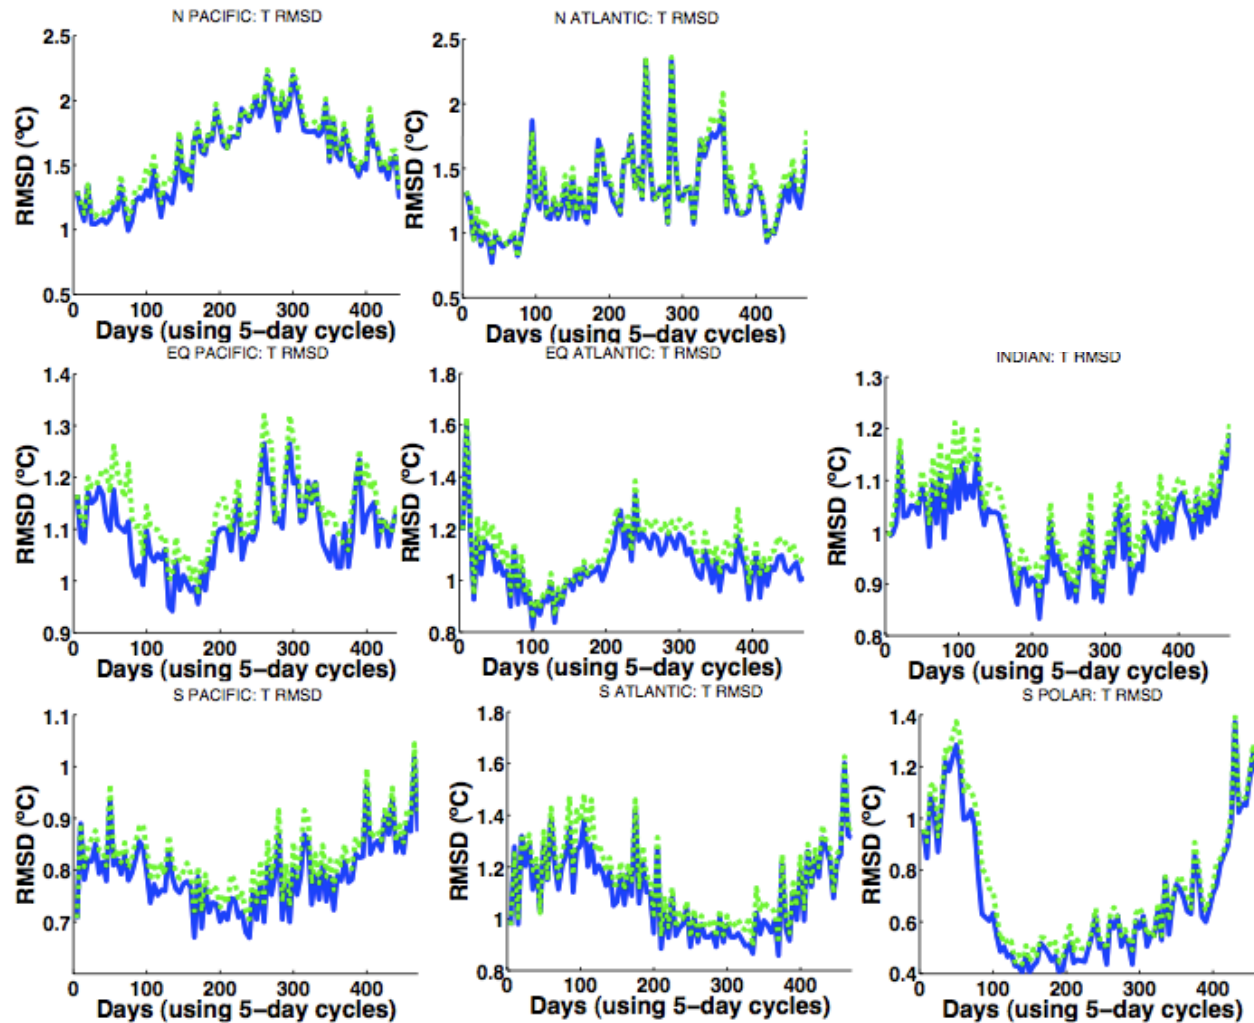 N PACIFIC: T RMSD
2.5
2
1.5
1
0.5
RMSD (ºC)
0 100 200 300 400
Days (using 5−day cycles)
N ATLANTIC: T RMSD
2.5
2
1.5
1
0.5
RMSD (ºC)
0 100 200 300 400
Days (using 5−day cycles)
EQ PACIFIC: T RMSD
1.4
1.3
1.2
1.1
1
0.9
RMSD (ºC)
0 100 200 300 400
Days (using 5−day cycles)
EQ ATLANTIC: T RMSD
1.8
1.6
1.4
1.2
1
0.8
RMSD (ºC)
0 100 200 300 400
Days (using 5−day cycles)
INDIAN: T RMSD
1.3
1.2
1.1
1
0.9
0.8
RMSD (ºC)
0 100 200 300 400
Days (using 5−day cycles)
S PACIFIC: T RMSD
1.1
1
0.9
0.8
0.7
RMSD (ºC)
0 100 200 300 400
Days (using 5−day cycles)
S ATLANTIC: T RMSD
1.8
1.6
1.4
1.2
1
0.8
RMSD (ºC)
0 100 200 300 400
Days (using 5−day cycles)
S POLAR: T RMSD
1.4
1.2
1
0.8
0.6
0.4
RMSD (ºC)
0 100 200 300 400
Days (using 5−day cycles)